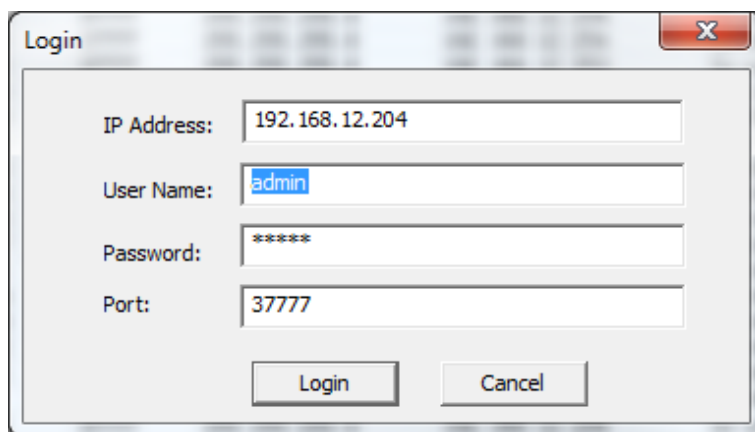 Login
IP Address: 192.168.12.204
User Name: admin
Password: *****
Port: 37777
Login Cancel